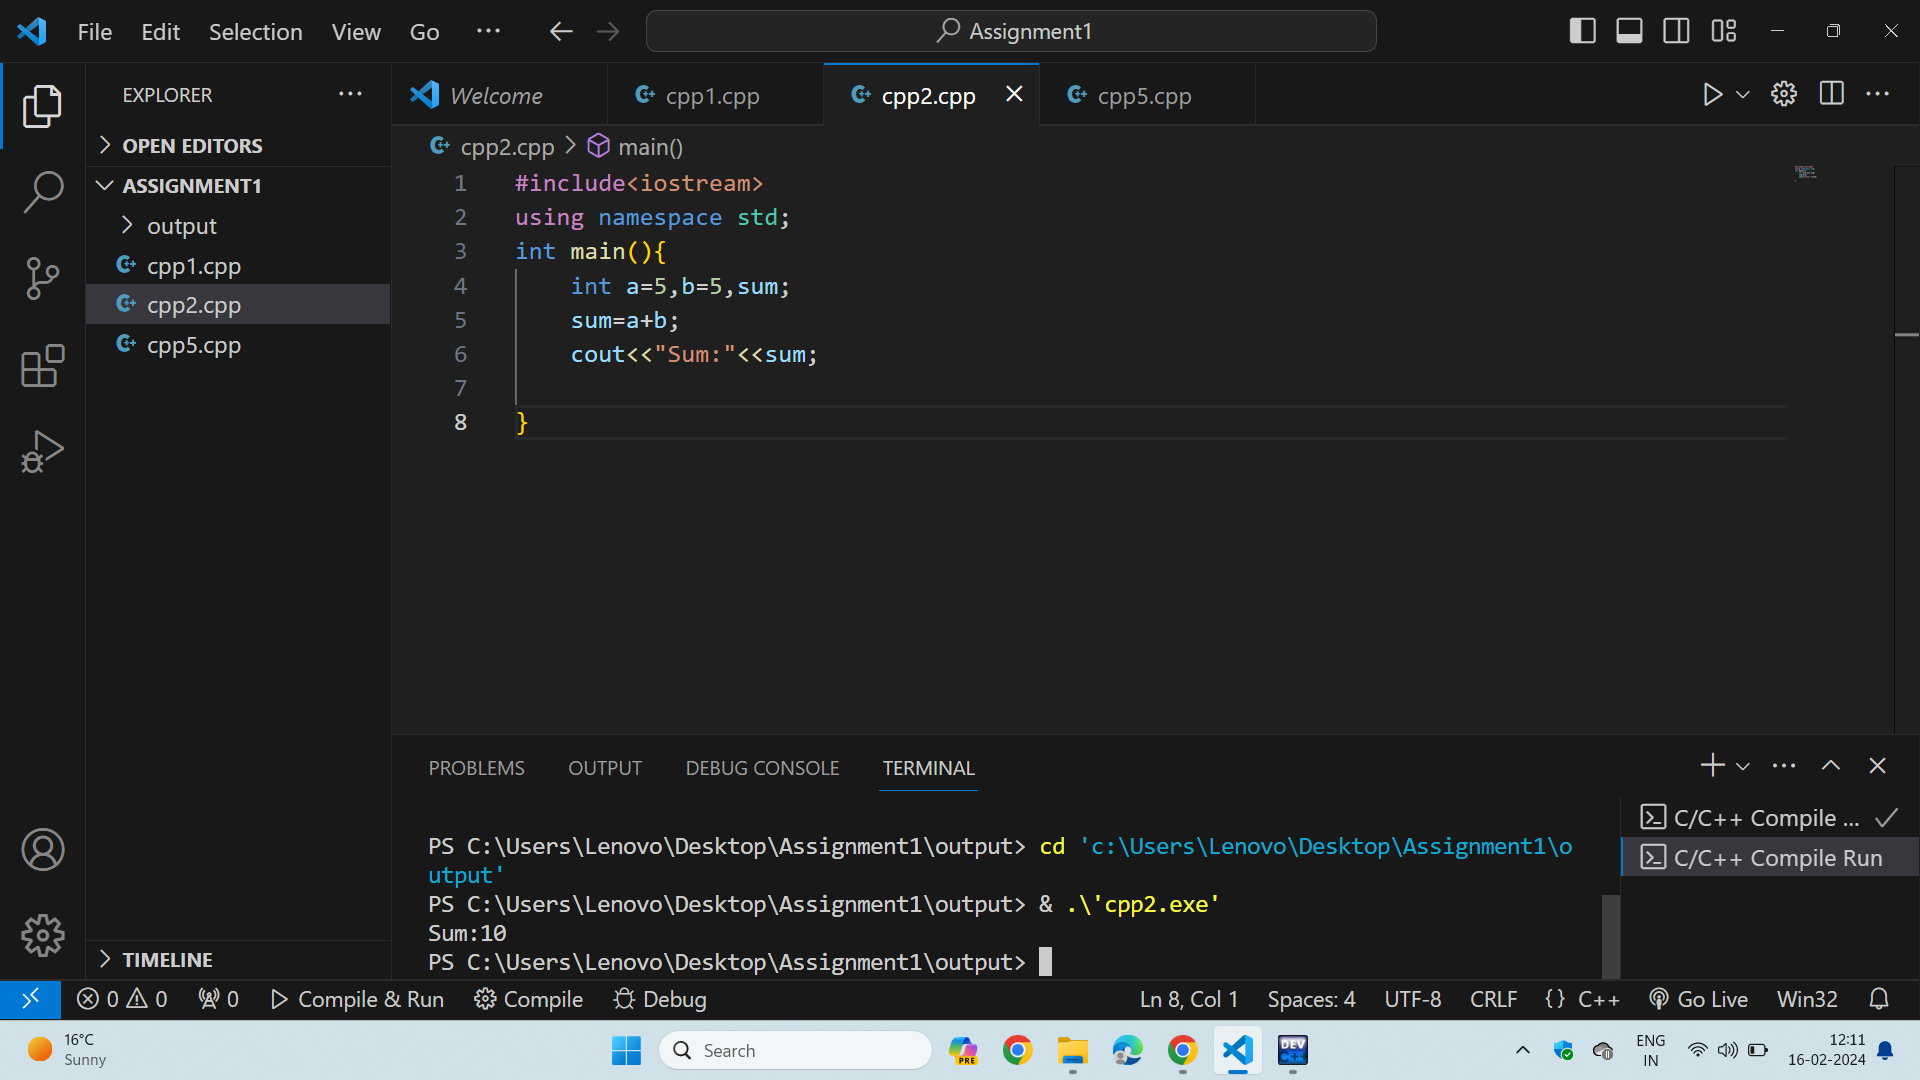 File Edit Selection View Go ··· Assignment1
EXPLORER ···
Welcome cpp1.cpp cpp2.cpp cpp5.cpp
OPEN EDITORS
ASSIGNMENT1
output
cpp1.cpp
cpp2.cpp
cpp5.cpp
TIMELINE
cpp2.cpp > main()
1 #include<iostream>
2 using namespace std;
3 int main(){
4     int a=5,b=5,sum;
5     sum=a+b;
6     cout<<"Sum:"<<sum;
7
8 }
PROBLEMS OUTPUT DEBUG CONSOLE TERMINAL
PS C:\Users\Lenovo\Desktop\Assignment1\output> cd 'c:\Users\Lenovo\Desktop\Assignment1\o
utput'
PS C:\Users\Lenovo\Desktop\Assignment1\output> & .\'cpp2.exe'
Sum:10
PS C:\Users\Lenovo\Desktop\Assignment1\output>
C/C++ Compile ...
C/C++ Compile Run
0 0 0 Compile & Run Compile Debug Ln 8, Col 1 Spaces: 4 UTF-8 CRLF {} C++ Go Live Win32
16°C
Sunny
Search
PRE
DEV
C++
ENG
IN
12:11
16-02-2024